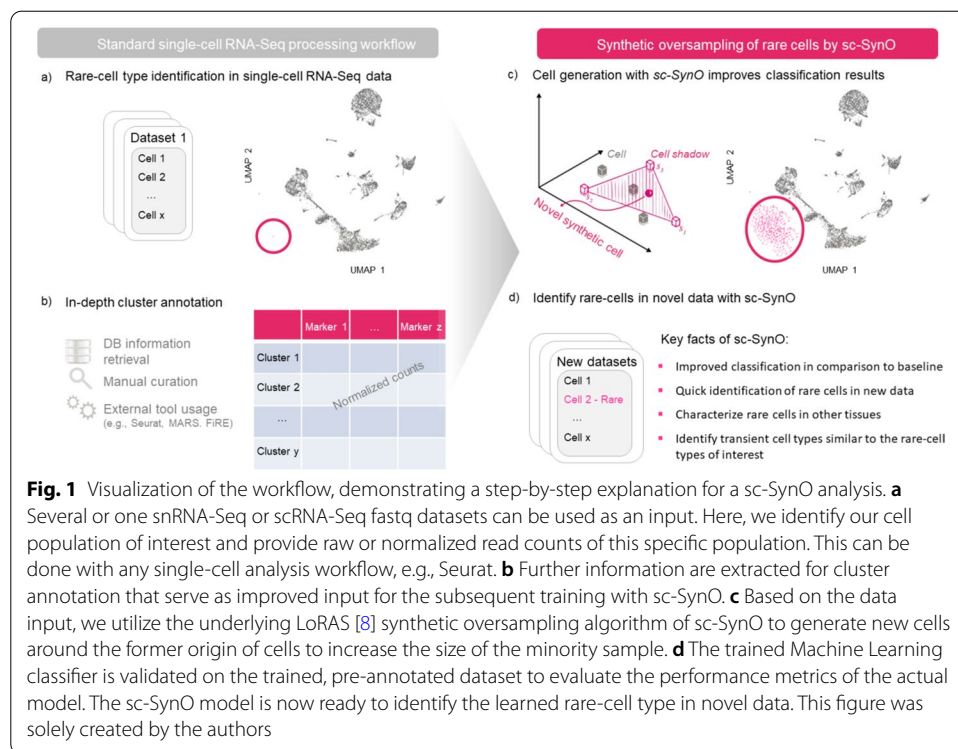 Standard single-cell RNA-Seq processing workflow
a) Rare-cell type identification in single-cell RNA-Seq data
Dataset 1
Cell 1
Cell 2
...
Cell x
UMAP 2
UMAP 1
b) In-depth cluster annotation
DB information
retrieval
Manual curation
External tool usage
(e.g., Seurat, MARS. FiRE)
Marker 1 ... Marker z
Cluster 1
Cluster 2
...
Cluster y
Normalized counts
Synthetic oversampling of rare cells by sc-SynO
c) Cell generation with sc-SynO improves classification results
Cell
Cell shadow
S3
S1
Novel synthetic cell
UMAP 2
UMAP 1
d) Identify rare-cells in novel data with sc-SynO
New datasets
Cell 1
Cell 2 - Rare
...
Cell x
Key facts of sc-SynO:
▪ Improved classification in comparison to baseline
▪ Quick identification of rare cells in new data
▪ Characterize rare cells in other tissues
▪ Identify transient cell types similar to the rare-cell
types of interest
Fig. 1 Visualization of the workflow, demonstrating a step-by-step explanation for a sc-SynO analysis. a
Several or one snRNA-Seq or scRNA-Seq fastq datasets can be used as an input. Here, we identify our cell
population of interest and provide raw or normalized read counts of this specific population. This can be
done with any single-cell analysis workflow, e.g., Seurat. b Further information are extracted for cluster
annotation that serve as improved input for the subsequent training with sc-SynO. c Based on the data
input, we utilize the underlying LoRAS [8] synthetic oversampling algorithm of sc-SynO to generate new cells
around the former origin of cells to increase the size of the minority sample. d The trained Machine Learning
classifier is validated on the trained, pre-annotated dataset to evaluate the performance metrics of the actual
model. The sc-SynO model is now ready to identify the learned rare-cell type in novel data. This figure was
solely created by the authors